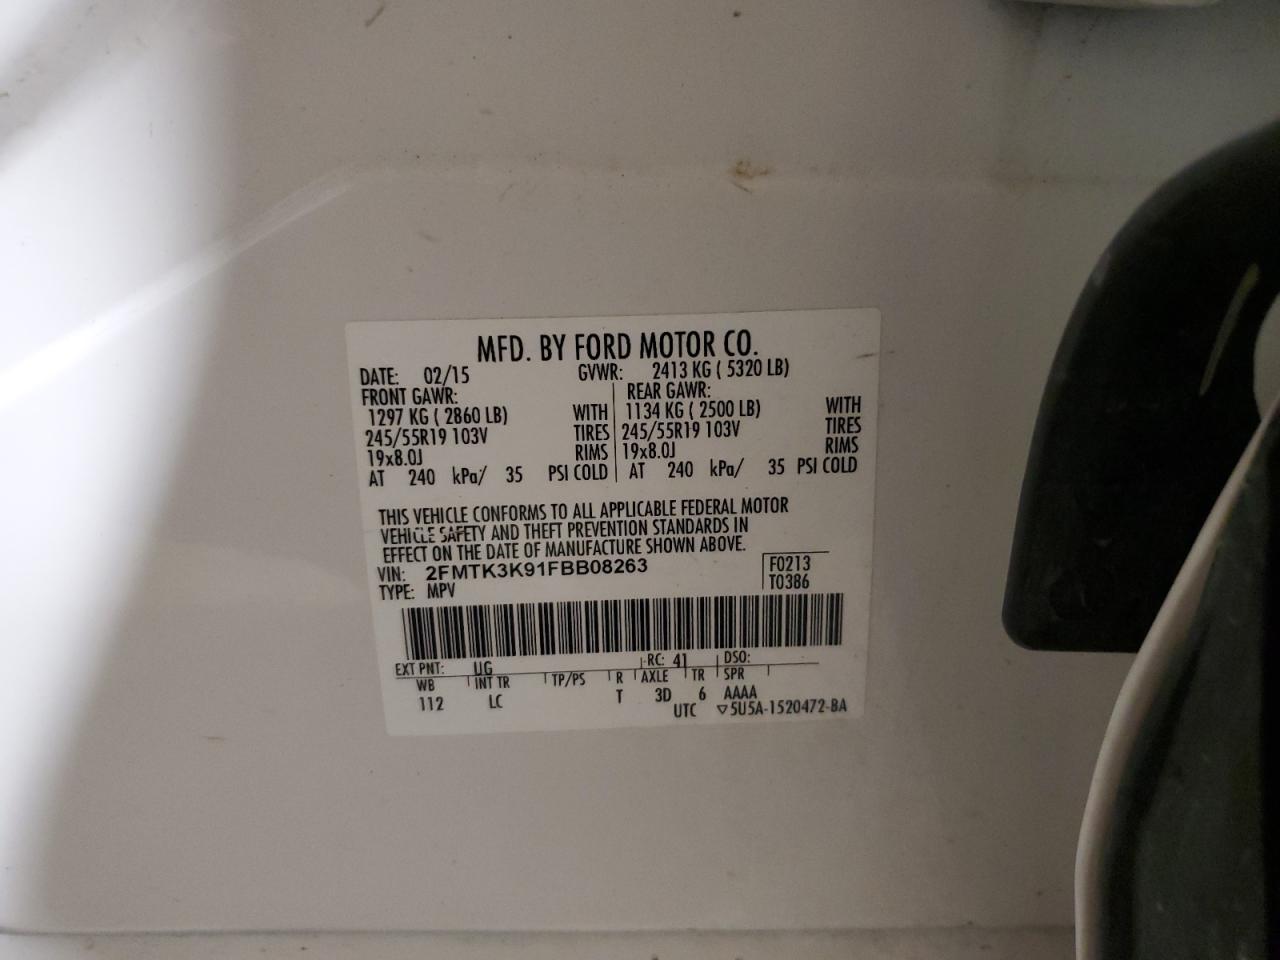 MFD. BY FORD MOTOR CO.
DATE: 02/15 GVWR: 2413 KG ( 5320 LB)
FRONT GAWR: REAR GAWR:
1297 KG ( 2860 LB) WITH 1134 KG ( 2500 LB) WITH
245/55R19 103V TIRES 245/55R19 103V TIRES
19x8.0J RIMS 19x8.0J RIMS
AT 240 kPa/ 35 PSI COLD AT 240 kPa/ 35 PSI COLD
THIS VEHICLE CONFORMS TO ALL APPLICABLE FEDERAL MOTOR
VEHICLE SAFETY AND THEFT PREVENTION STANDARDS IN
EFFECT ON THE DATE OF MANUFACTURE SHOWN ABOVE.
VIN: 2FMTK3K91FBB08263 F0213
TYPE: MPV T0386
EXT PNT: UG RC: 41 DSO:
WB INT TR TP/PS R AXLE TR SPR
112 LC T 3D 6 AAAA
UTC ▽5U5A-1520472-BA